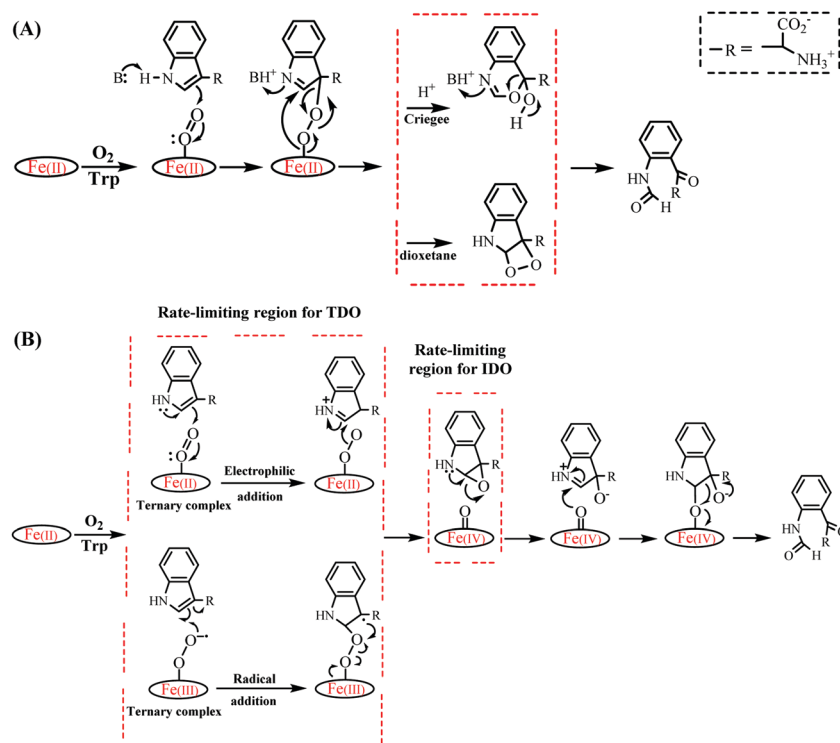 (A)
CO₂⁻
R =
NH₃⁺
B:
H
N
R
O
:O
Fe(II)
BH⁺
N
R
O
O
Fe(II)
Fe(II)
O₂
Trp
H⁺
Criegee
BH⁺
N
R
O
O
H
dioxetane
HN
R
O
O
HN
O
H
R
O
(B)
Rate-limiting region for TDO
Rate-limiting
region for IDO
HN
R
O
:O
Fe(II)
Ternary complex
Electrophilic
addition
+
HN
R
O
O
Fe(II)
Fe(II)
O₂
Trp
HN
R
O
O
Fe(IV)
+
HN
R
O⁻
O
Fe(IV)
HN
R
O⁻
O
Fe(IV)
HN
O
H
R
O
HN
R
O
O
Fe(III)
Ternary complex
Radical
addition
HN
R
O
O
Fe(III)